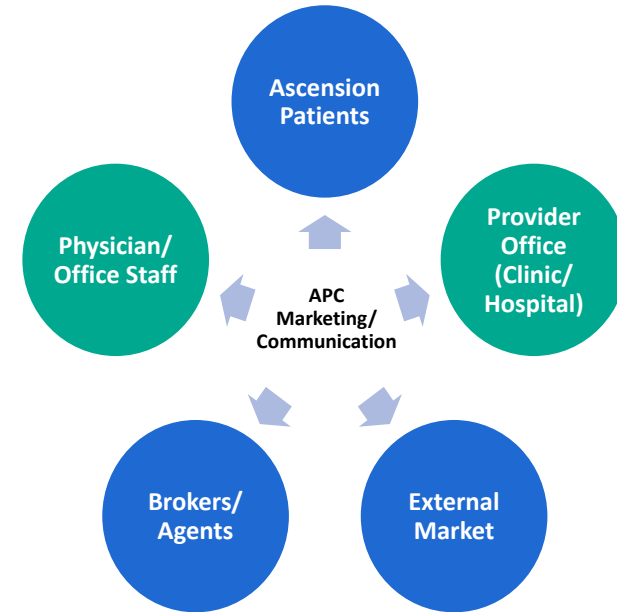 Ascension
Patients
Physician/
Office Staff
Provider
Office
(Clinic/
Hospital)
APC
Marketing/
Communication
Brokers/
Agents
External
Market